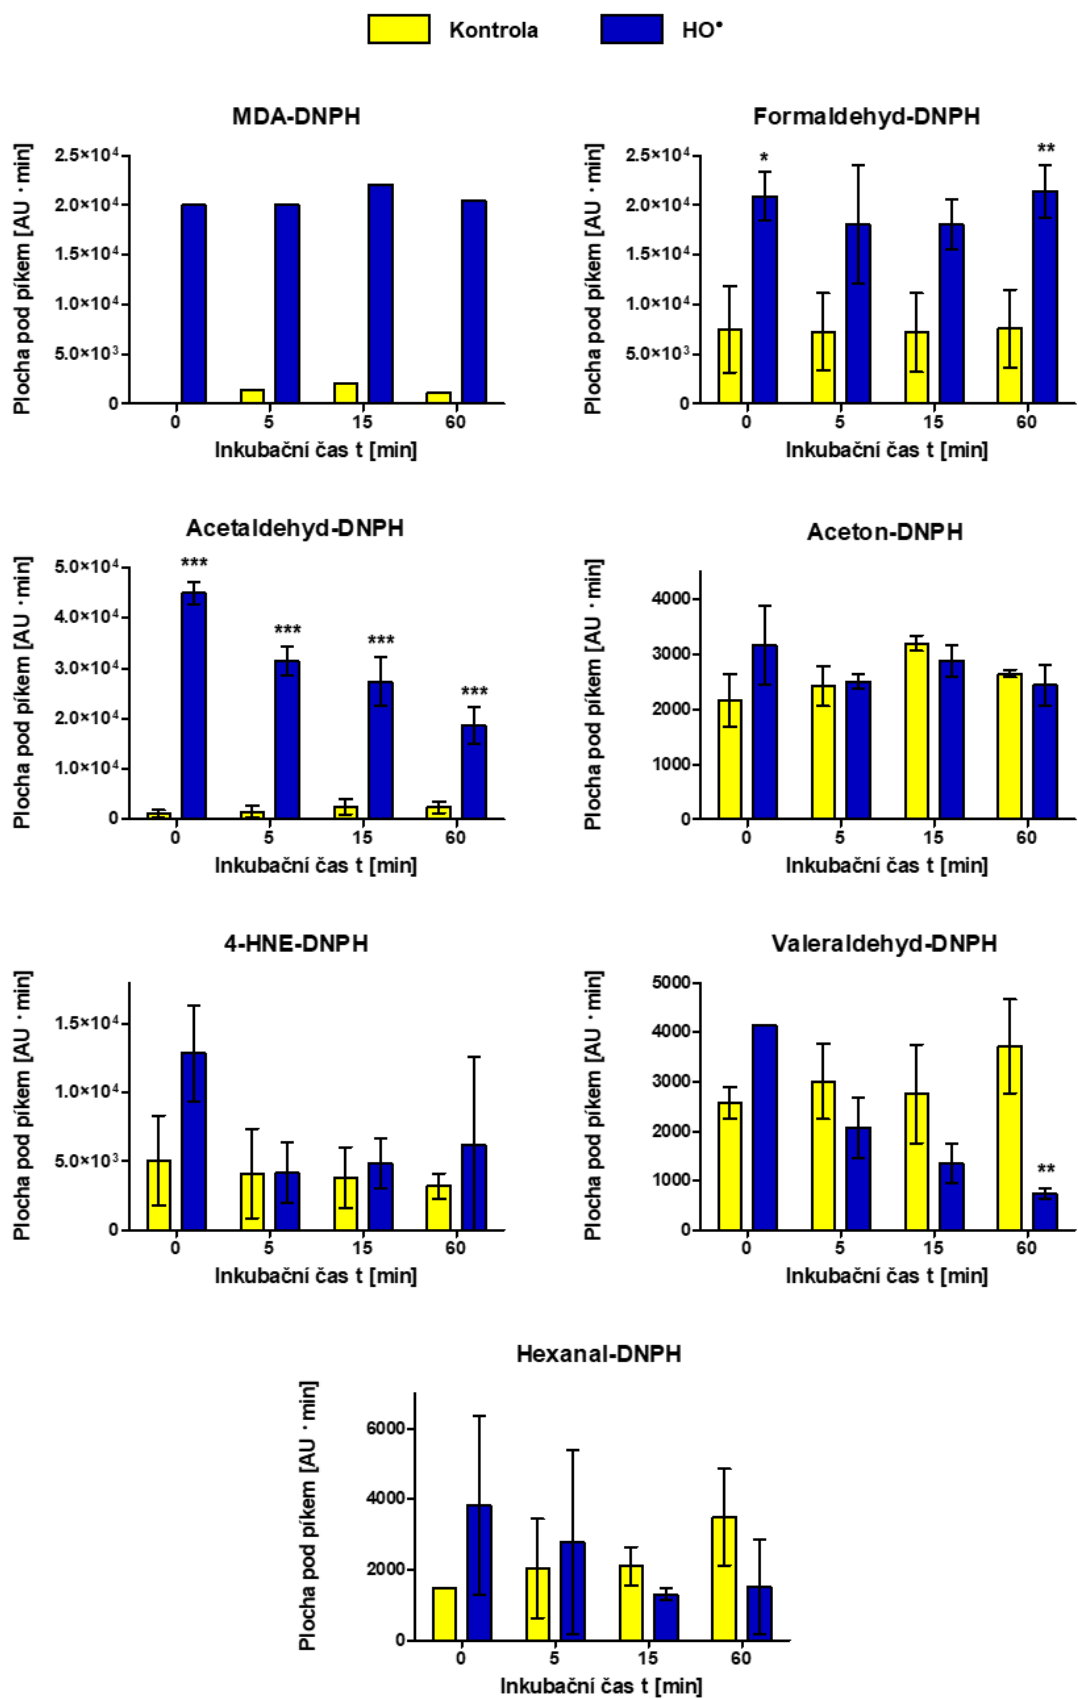 Kontrola HO•
MDA-DNPH
Plocha pod píkem [AU · min]
2.5×10⁴
2.0×10⁴
1.5×10⁴
1.0×10⁴
5.0×10³
0
0 5 15 60
Inkubační čas t [min]
Formaldehyd-DNPH
Plocha pod píkem [AU · min]
2.5×10⁴
2.0×10⁴
1.5×10⁴
1.0×10⁴
5.0×10³
0
* **
0 5 15 60
Inkubační čas t [min]
Acetaldehyd-DNPH
Plocha pod píkem [AU · min]
5.0×10⁴
4.0×10⁴
3.0×10⁴
2.0×10⁴
1.0×10⁴
0
*** *** *** ***
0 5 15 60
Inkubační čas t [min]
Aceton-DNPH
Plocha pod píkem [AU · min]
4000
3000
2000
1000
0
0 5 15 60
Inkubační čas t [min]
4-HNE-DNPH
Plocha pod píkem [AU · min]
1.5×10⁴
1.0×10⁴
5.0×10³
0
0 5 15 60
Inkubační čas t [min]
Valeraldehyd-DNPH
Plocha pod píkem [AU · min]
5000
4000
3000
2000
1000
0
**
0 5 15 60
Inkubační čas t [min]
Hexanal-DNPH
Plocha pod píkem [AU · min]
6000
4000
2000
0
0 5 15 60
Inkubační čas t [min]